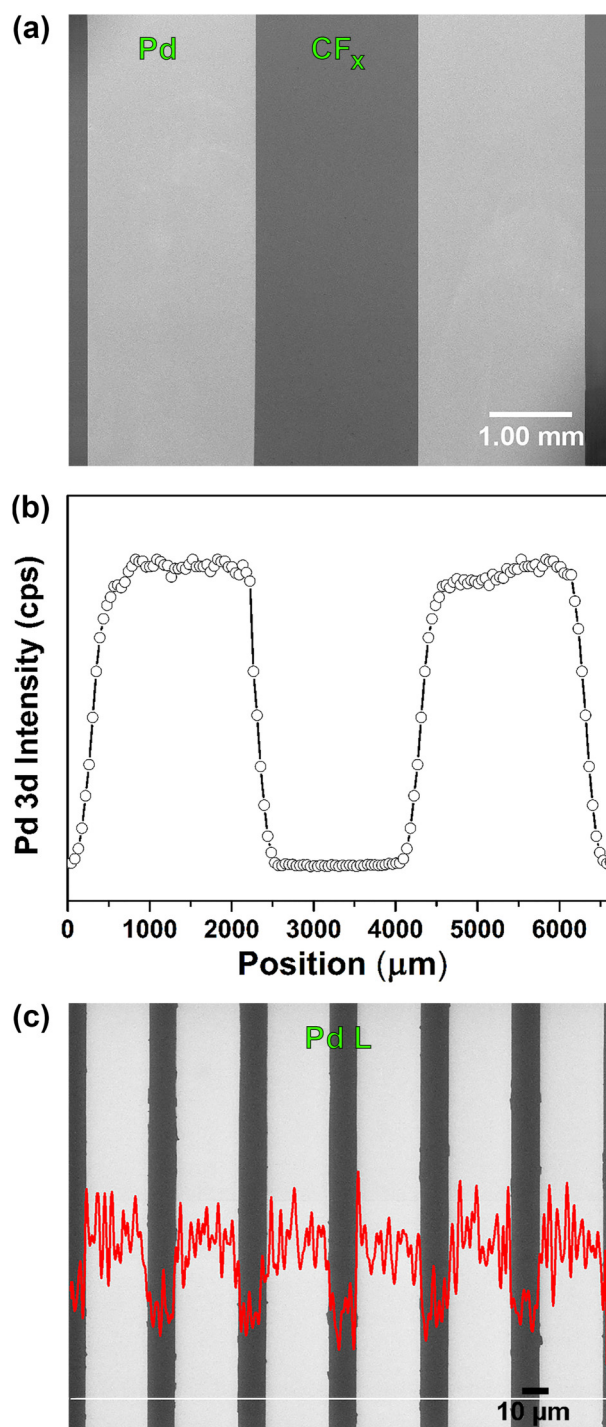 (a)
Pd CFₓ
1.00 mm
(b)
Pd 3d Intensity (cps)
0 1000 2000 3000 4000 5000 6000
Position (μm)
(c)
Pd L
10 μm